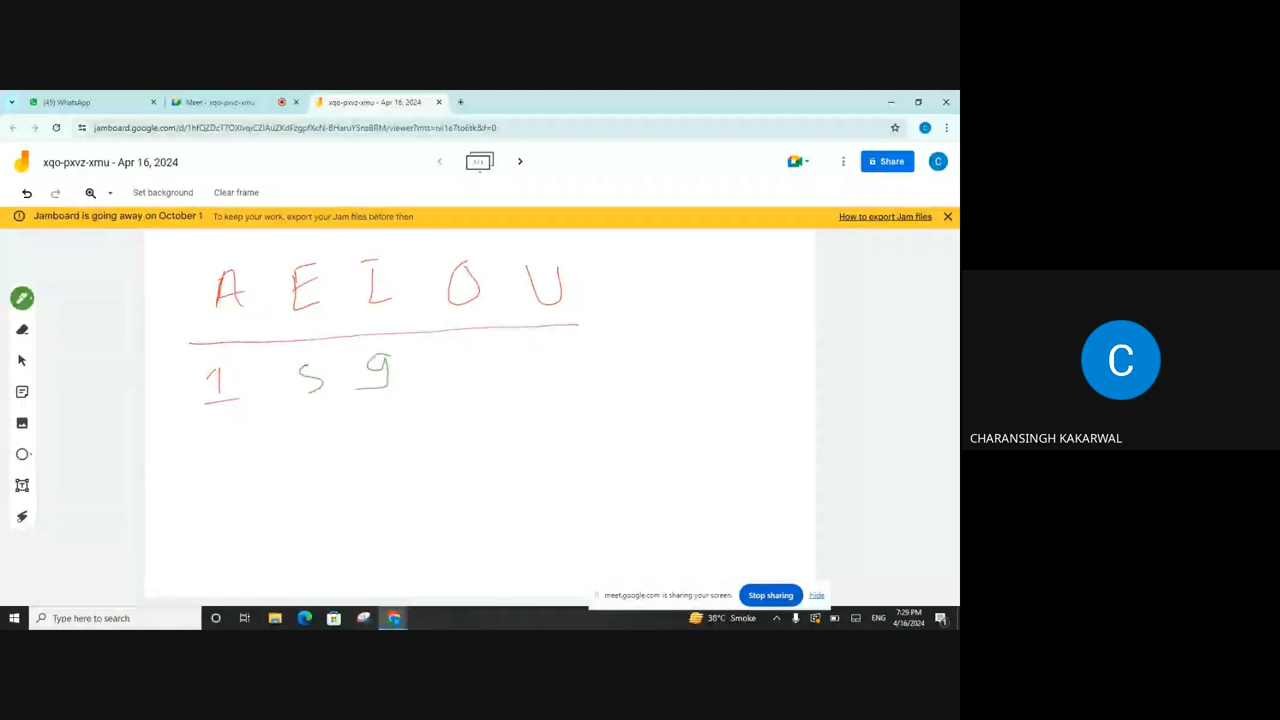 (45) WhatsApp
Meet - xqo-pxvz-xmu
xqo-pxvz-xmu - Apr 16, 2024
xqo-pxvz-xmu - Apr 16, 2024
1/1
Share
Set background
Clear frame
Jamboard is going away on October 1 To keep your work, export your Jam files before then
How to export Jam files
A E I O U
1 5 9
C
CHARANSINGH KAKARWAL
meet.google.com is sharing your screen.
Stop sharing
Hide
Type here to search
38°C Smoke
ENG
7:29 PM
4/16/2024